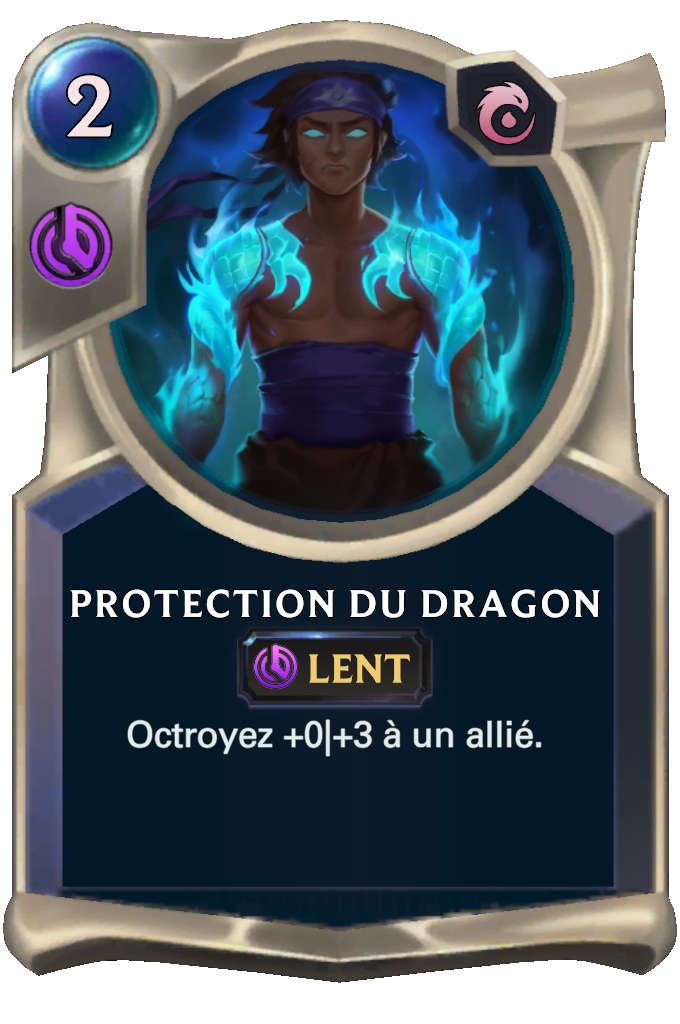 2
PROTECTION DU DRAGON
LENT
Octroyez +0|+3 à un allié.